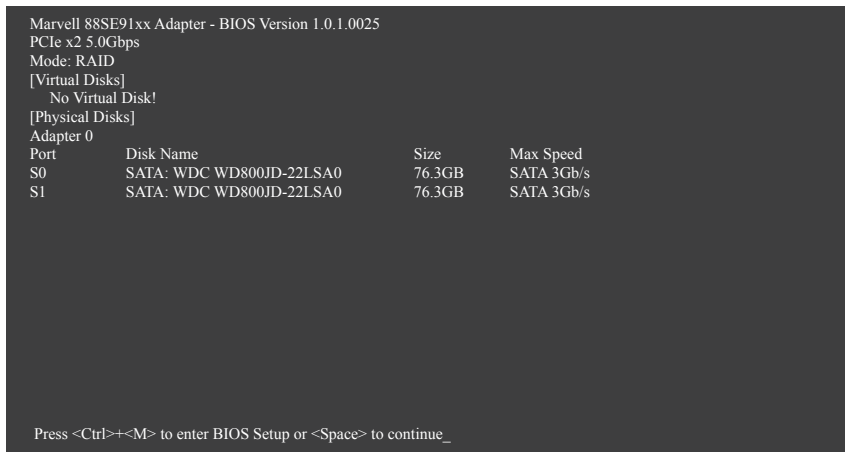 Marvell 88SE91xx Adapter - BIOS Version 1.0.1.0025
PCIe x2 5.0Gbps
Mode: RAID
[Virtual Disks]
No Virtual Disk!
[Physical Disks]
Adapter 0
Port Disk Name Size Max Speed
S0 SATA: WDC WD800JD-22LSA0 76.3GB SATA 3Gb/s
S1 SATA: WDC WD800JD-22LSA0 76.3GB SATA 3Gb/s
Press <Ctrl>+<M> to enter BIOS Setup or <Space> to continue_